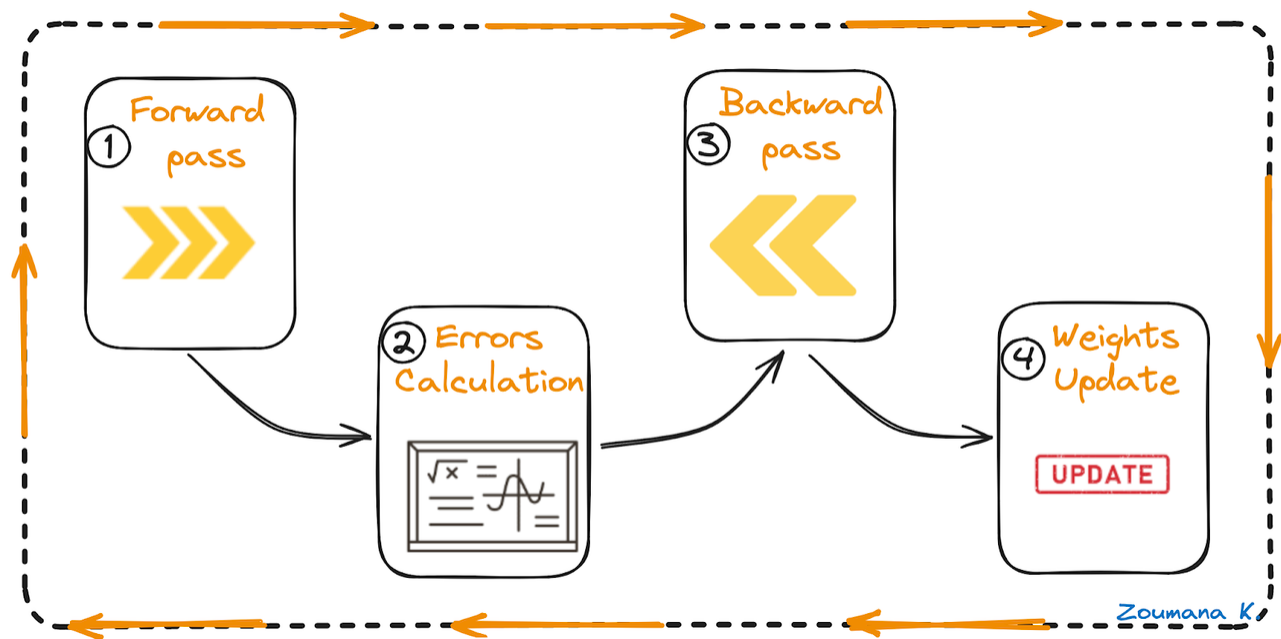 1
Forward
pass
2
Errors
Calculation
√x =
3
Backward
pass
4
Weights
Update
UPDATE
Zoumana K.